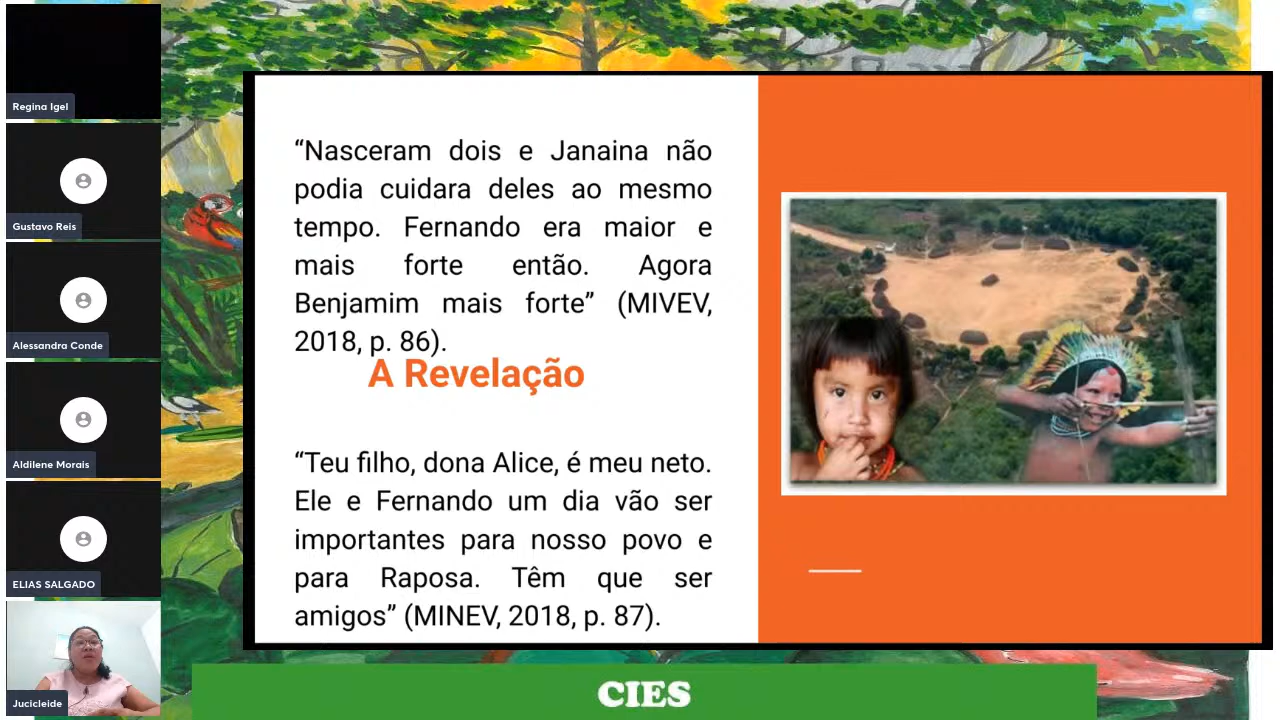 Regina Igel
Gustavo Reis
Alessandra Conde
Aldilene Morais
ELIAS SALGADO
Jucicleide
“Nasceram dois e Janaina não
podia cuidara deles ao mesmo
tempo. Fernando era maior e
mais forte então. Agora
Benjamim mais forte” (MIVEV,
2018, p. 86).
A Revelação
“Teu filho, dona Alice, é meu neto.
Ele e Fernando um dia vão ser
importantes para nosso povo e
para Raposa. Têm que ser
amigos” (MINEV, 2018, p. 87).
CIES